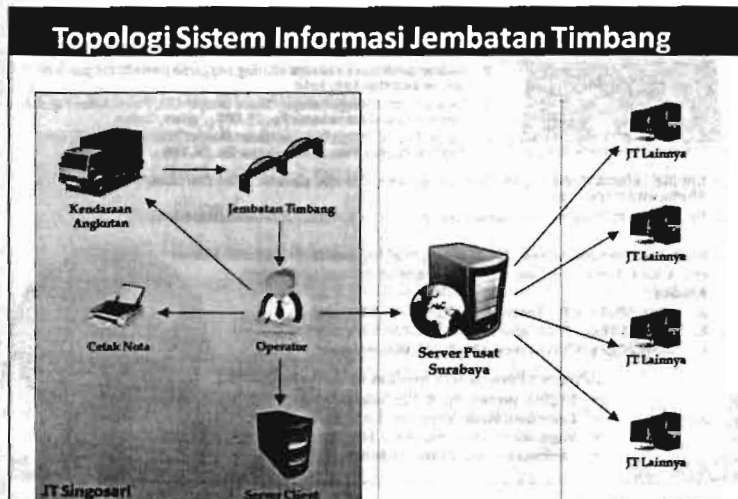 Topologi Sistem Informasi Jembatan Timbang
Kendaraan
Angkutan
Jembatan Timbang
Cetak Nota
Operator
Server Client
JT Singosari
Server Pusat
Surabaya
JT Lainnya
JT Lainnya
JT Lainnya
JT Lainnya